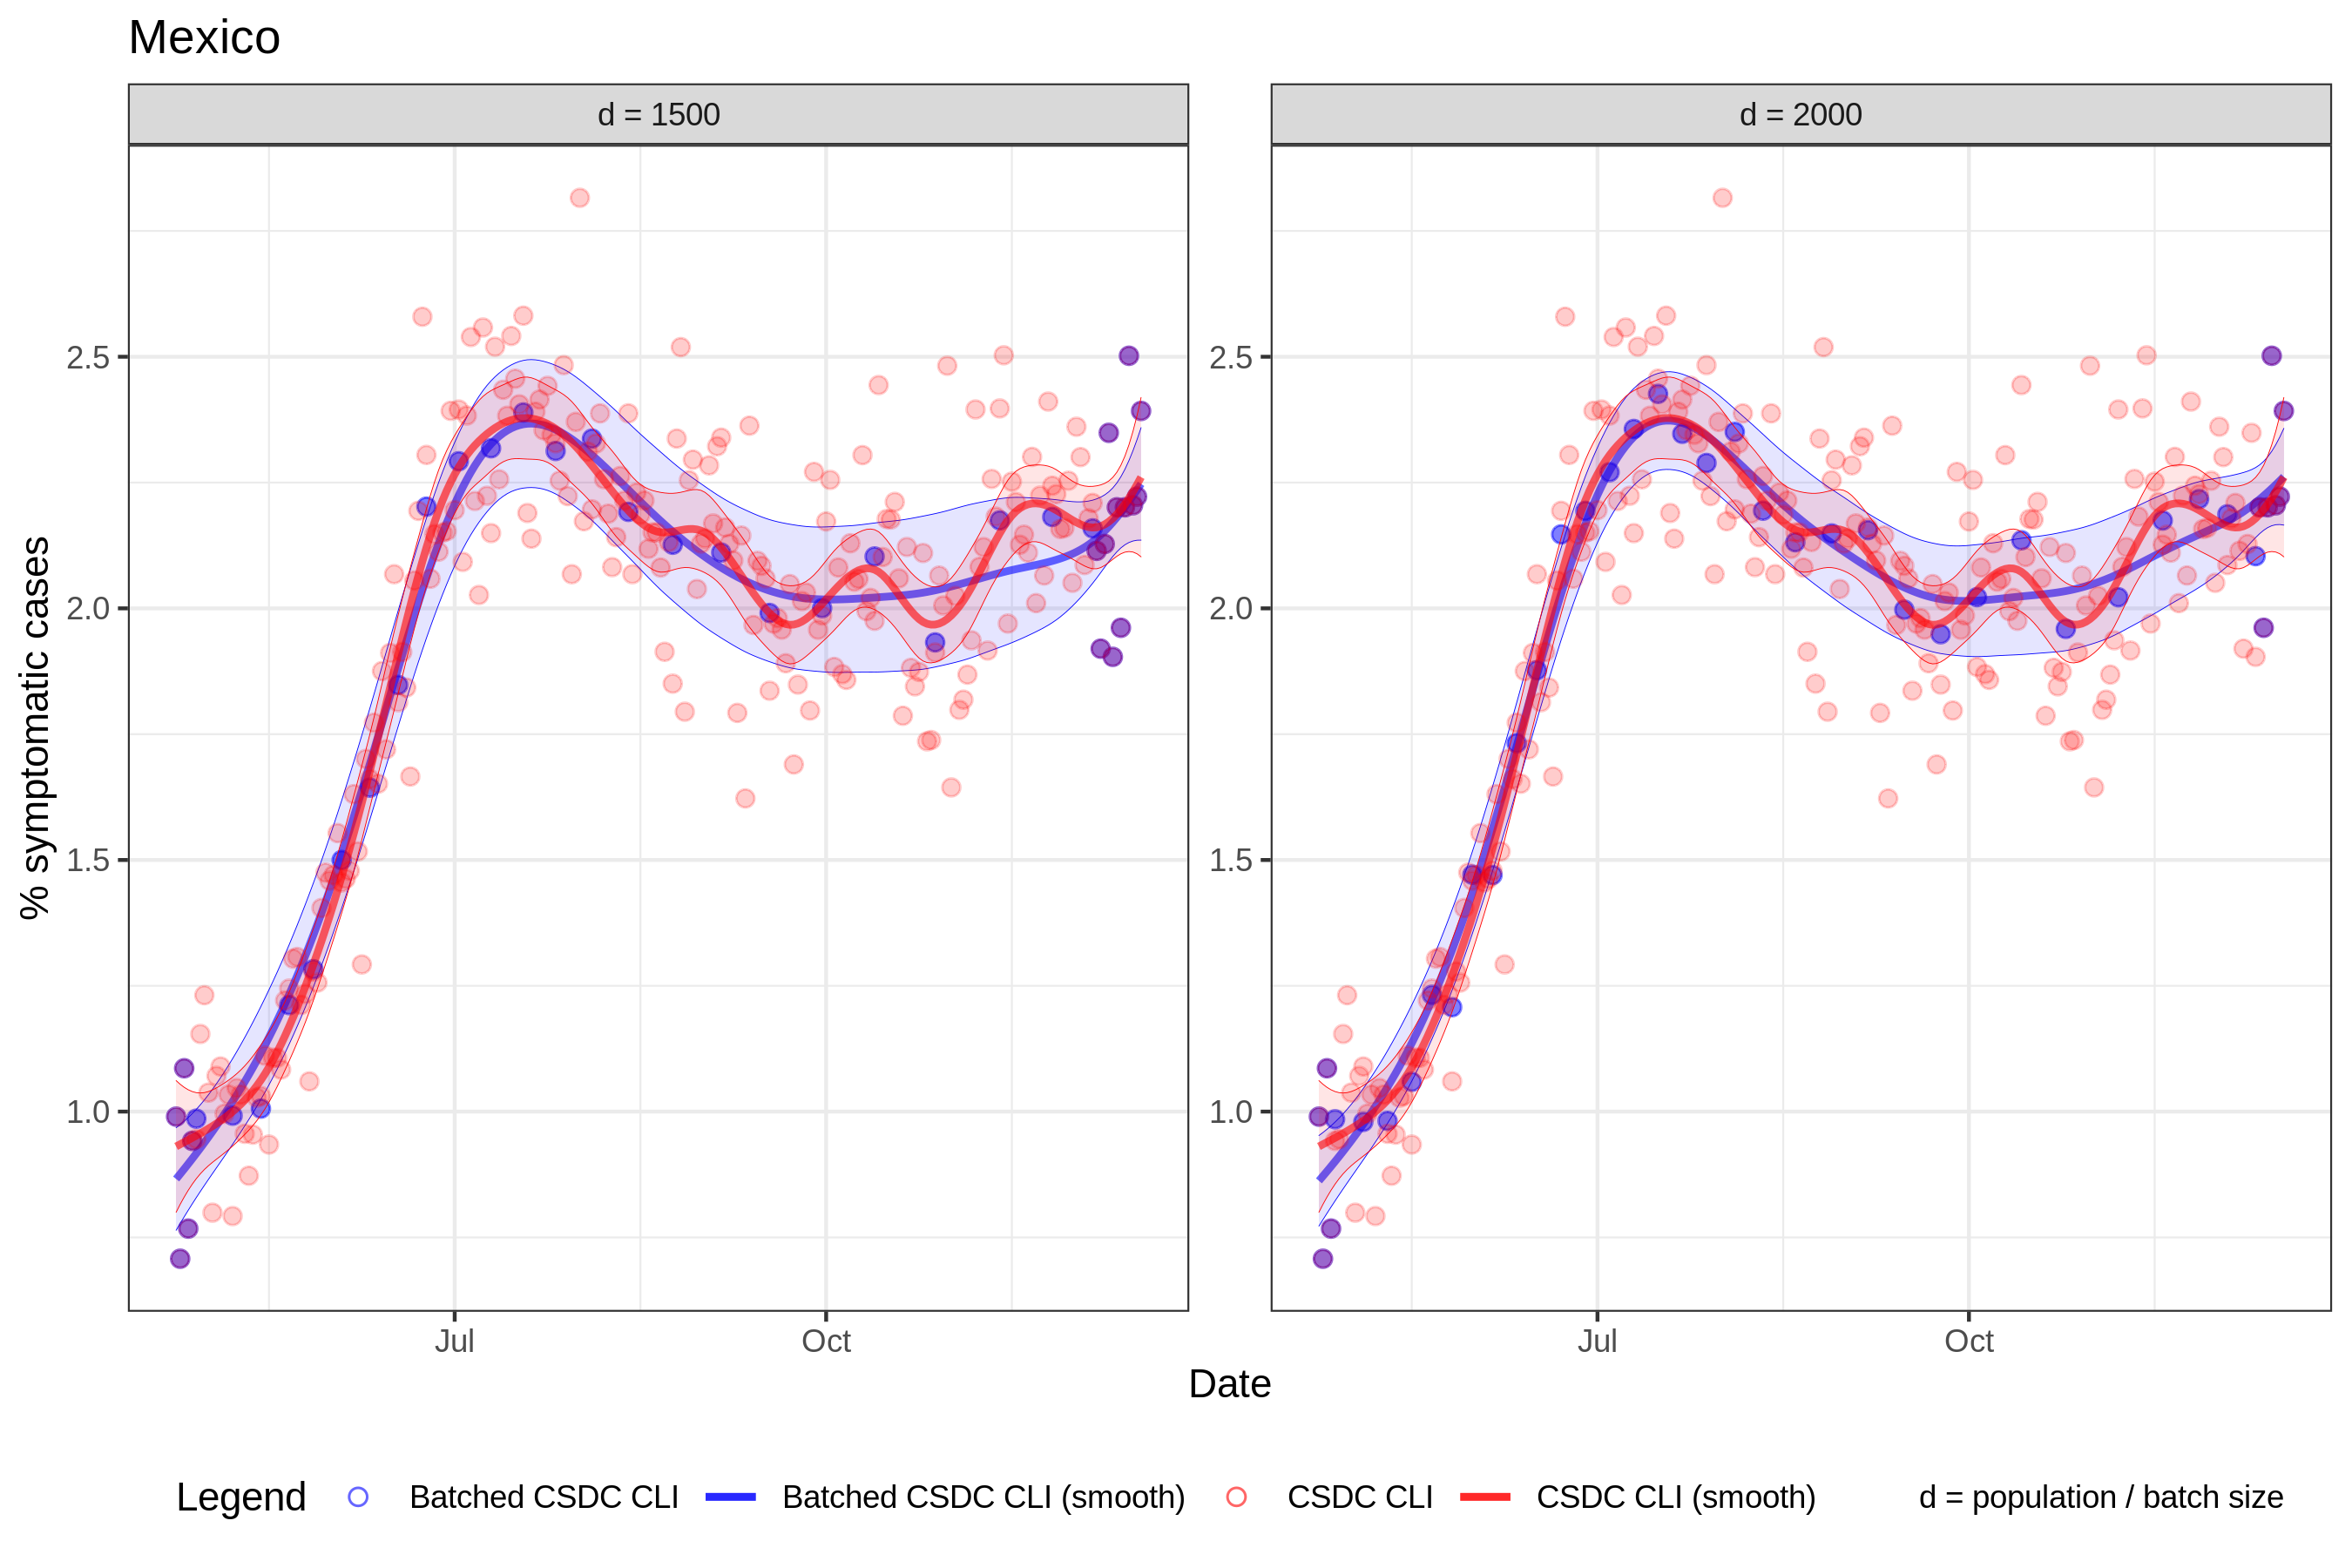 Mexico
d = 1500
d = 2000
% symptomatic cases
2.5
2.0
1.5
1.0
2.5
2.0
1.5
1.0
Jul
Oct
Jul
Oct
Date
Legend
Batched CSDC CLI
Batched CSDC CLI (smooth)
CSDC CLI
CSDC CLI (smooth)
d = population / batch size